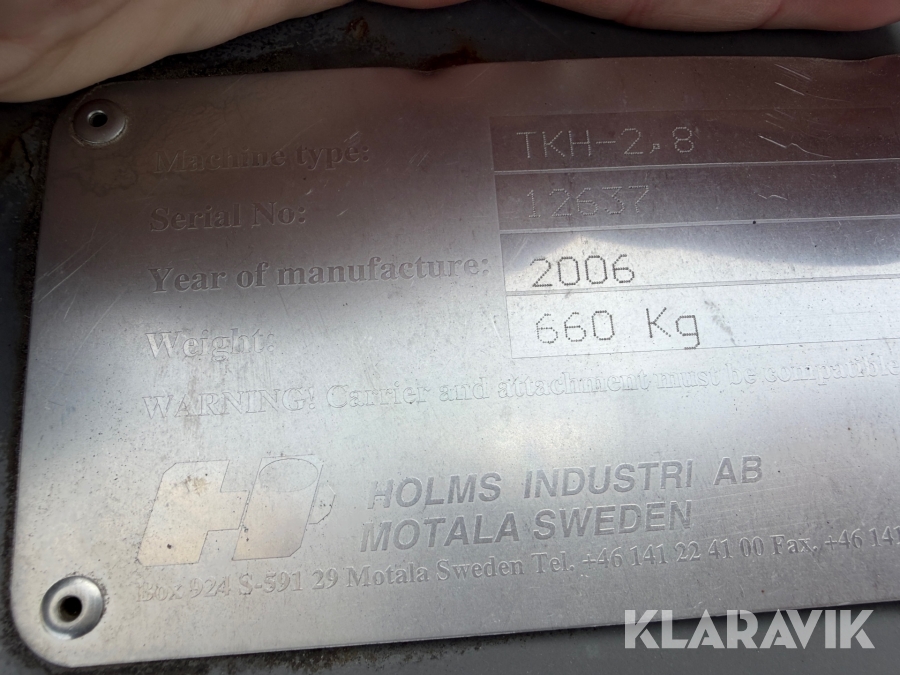 Machine type: TKH-2.8
Serial No: 12637
Year of manufacture: 2006
Weight: 660 Kg
WARNING! Carrier and attachment must be compatible
HOLMS INDUSTRI AB
MOTALA SWEDEN
Box 924 S-591 29 Motala Sweden Tel. +46 141 22 41 00 Fax, +46 141
KLARAVIK